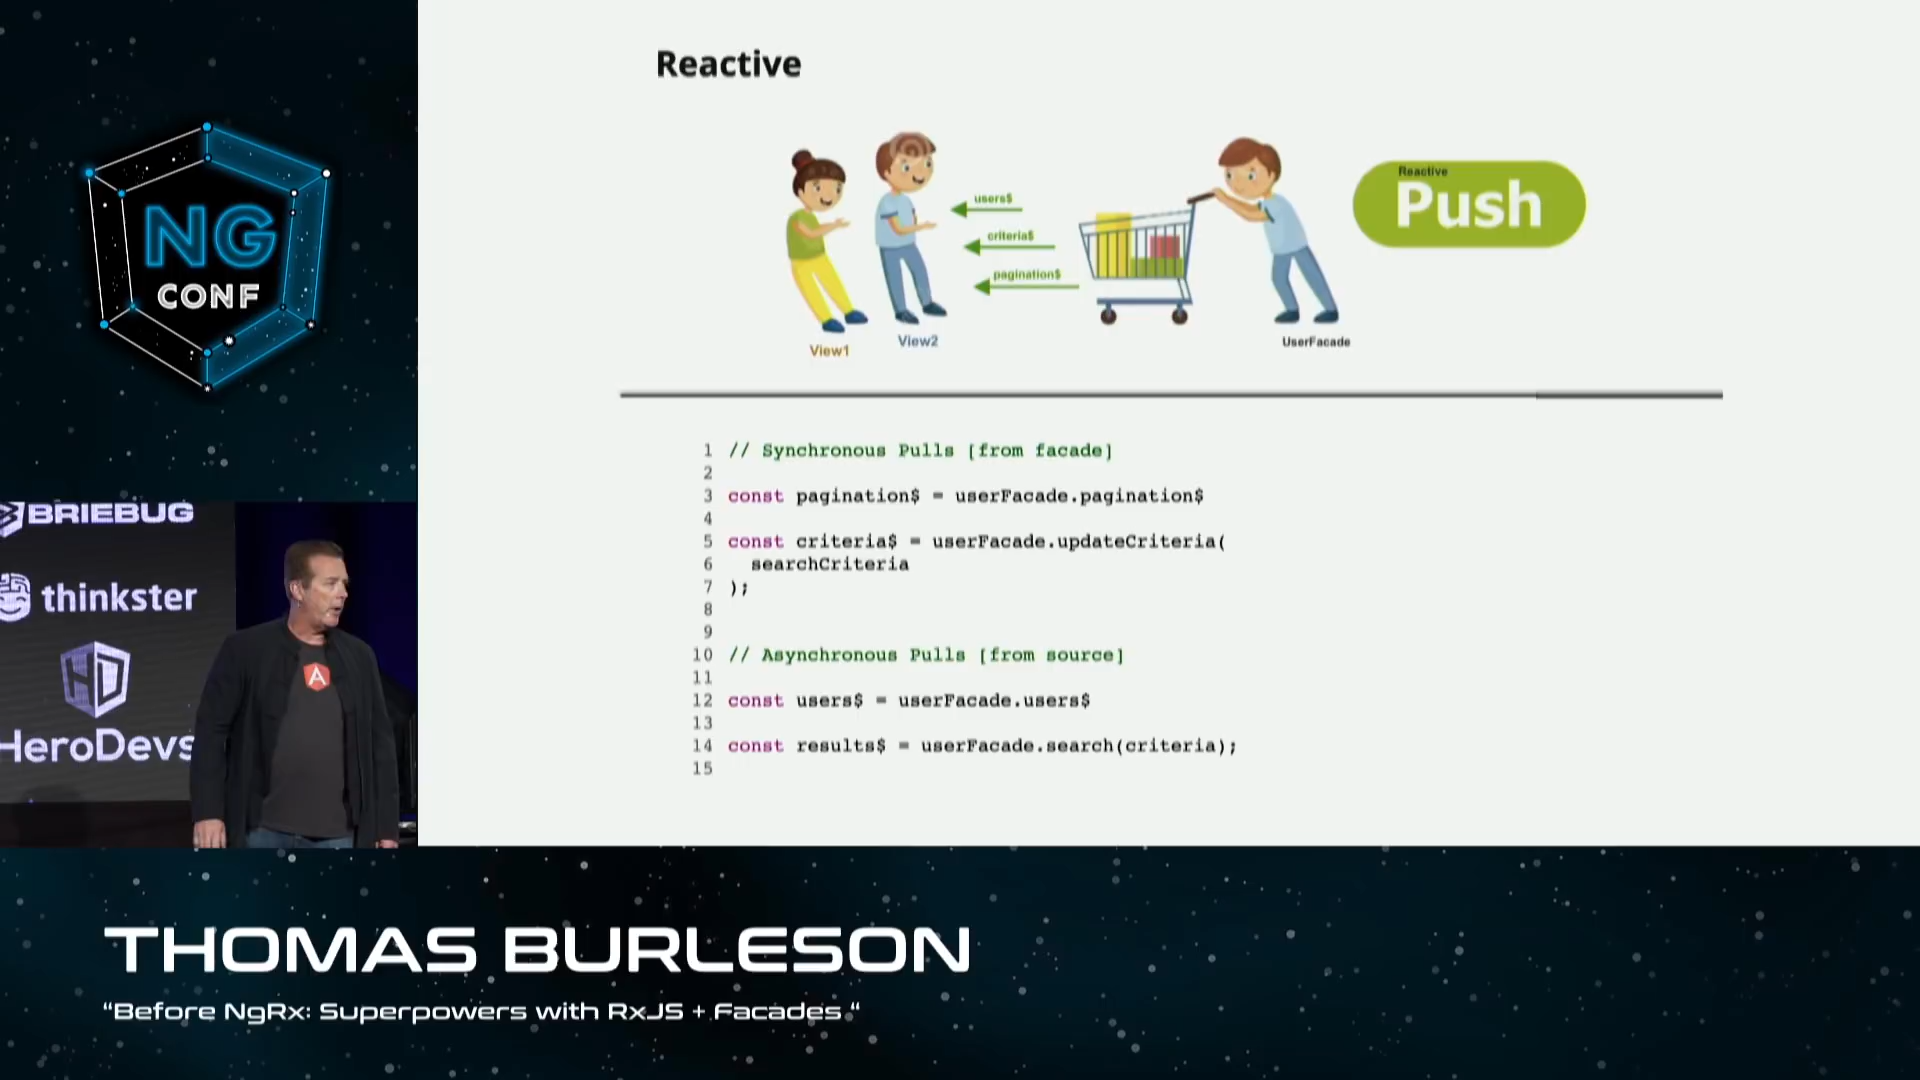 NG
CONF
BRIEBUG
thinkster
HD
HeroDevs
A
Reactive
users$
criteria$
pagination$
View1
View2
UserFacade
Reactive
Push
1 // Synchronous Pulls [from facade]
2
3 const pagination$ = userFacade.pagination$
4
5 const criteria$ = userFacade.updateCriteria(
6 searchCriteria
7 );
8
9
10 // Asynchronous Pulls [from source]
11
12 const users$ = userFacade.users$
13
14 const results$ = userFacade.search(criteria);
15
THOMAS BURLESON
“Before NgRx: Superpowers with RxJS + Facades “